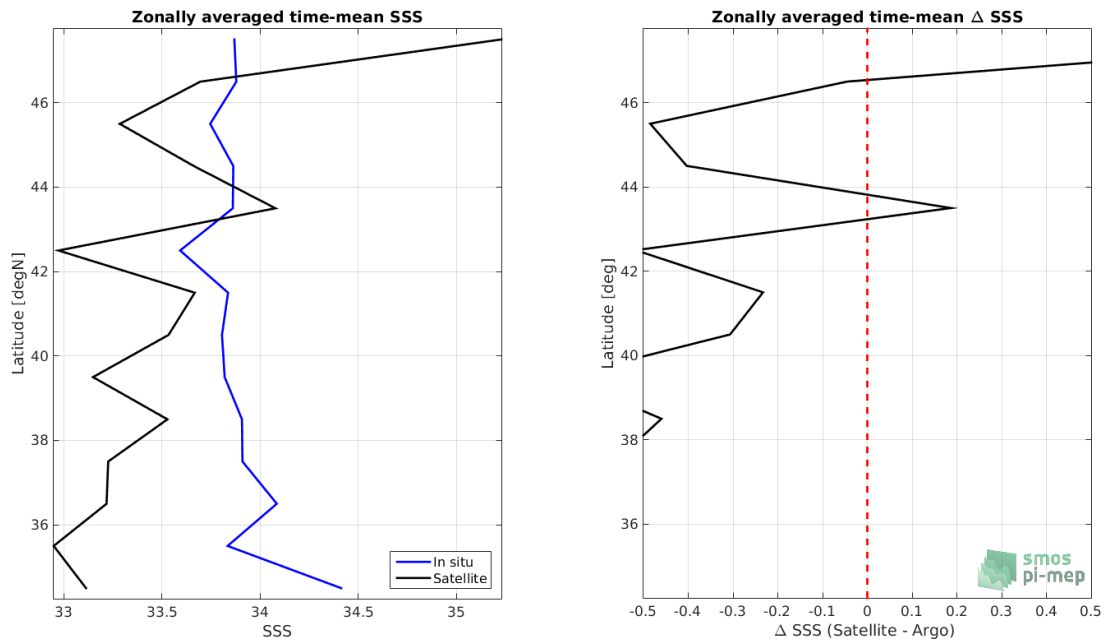 Zonally averaged time-mean SSS
Latitude [degN]
46
44
42
40
38
36
33
33.5
34
34.5
35
SSS
In situ
Satellite
Zonally averaged time-mean Δ SSS
Latitude [deg]
46
44
42
40
38
36
-0.5
-0.4
-0.3
-0.2
-0.1
0
0.1
0.2
0.3
0.4
0.5
Δ SSS (Satellite - Argo)
smos
pi-mep